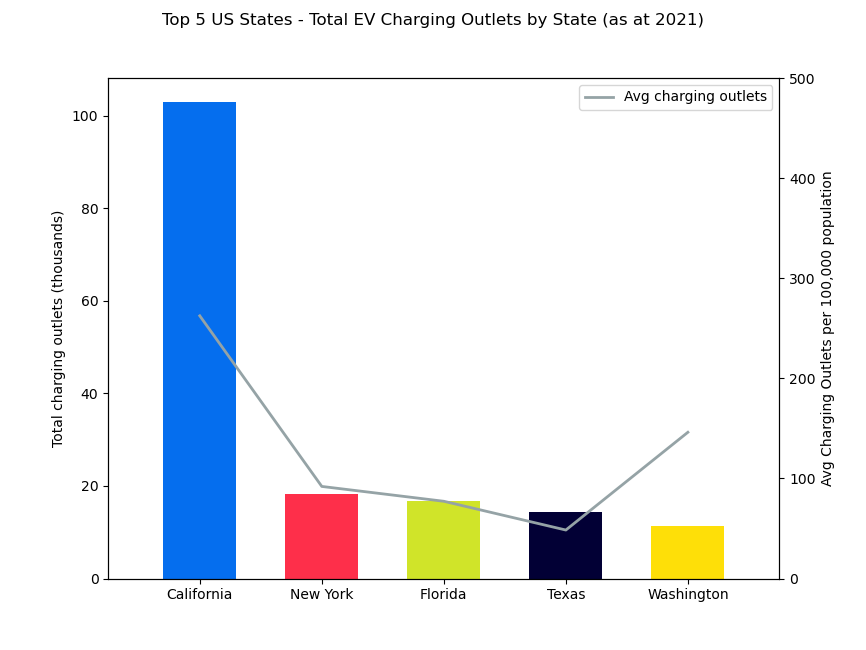 Top 5 US States - Total EV Charging Outlets by State (as at 2021)
Avg charging outlets
Total charging outlets (thousands)
100
80
60
40
20
0
500
400
300
200
100
0
Avg Charging Outlets per 100,000 population
California
New York
Florida
Texas
Washington